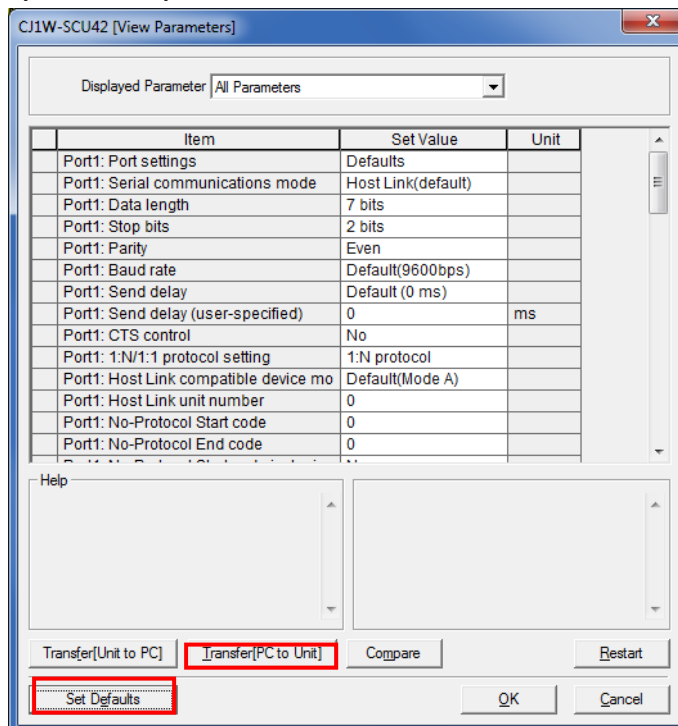 CJ1W-SCU42 [View Parameters]
Displayed Parameter All Parameters
Item Set Value Unit
Port1: Port settings Defaults
Port1: Serial communications mode Host Link(default)
Port1: Data length 7 bits
Port1: Stop bits 2 bits
Port1: Parity Even
Port1: Baud rate Default(9600bps)
Port1: Send delay Default (0 ms)
Port1: Send delay (user-specified) 0 ms
Port1: CTS control No
Port1: 1:N/1:1 protocol setting 1:N protocol
Port1: Host Link compatible device mo Default(Mode A)
Port1: Host Link unit number 0
Port1: No-Protocol Start code 0
Port1: No-Protocol End code 0
Help
Transfer[Unit to PC] Transfer[PC to Unit] Compare Restart
Set Defaults OK Cancel